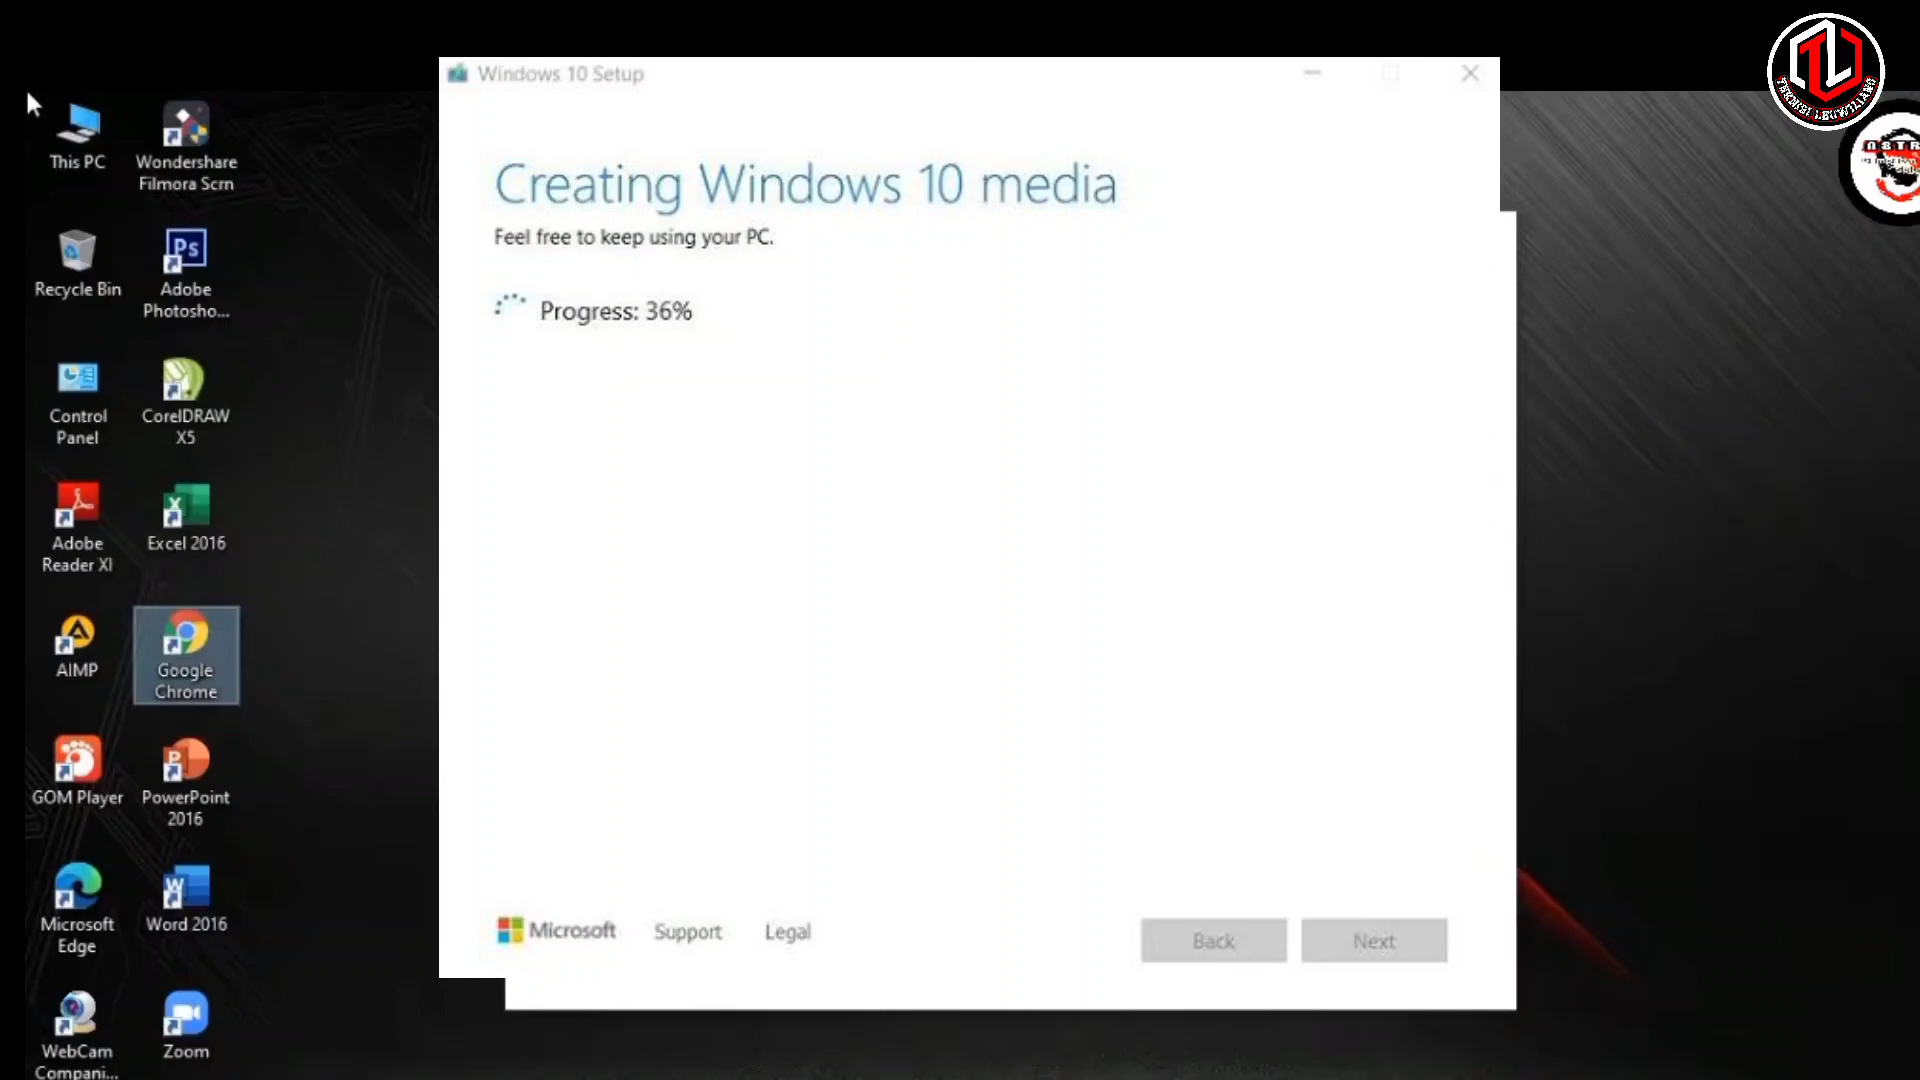 Windows 10 Setup
Creating Windows 10 media
Feel free to keep using your PC.
Progress: 36%
Microsoft
Support
Legal
Back
Next
This PC
Wondershare
Filmora Scrn
Recycle Bin
Adobe
Photosho...
Control
Panel
CorelDRAW
X5
Adobe
Reader XI
Excel 2016
AIMP
Google
Chrome
GOM Player
PowerPoint
2016
Microsoft
Edge
Word 2016
WebCam
Compani...
Zoom
Ps